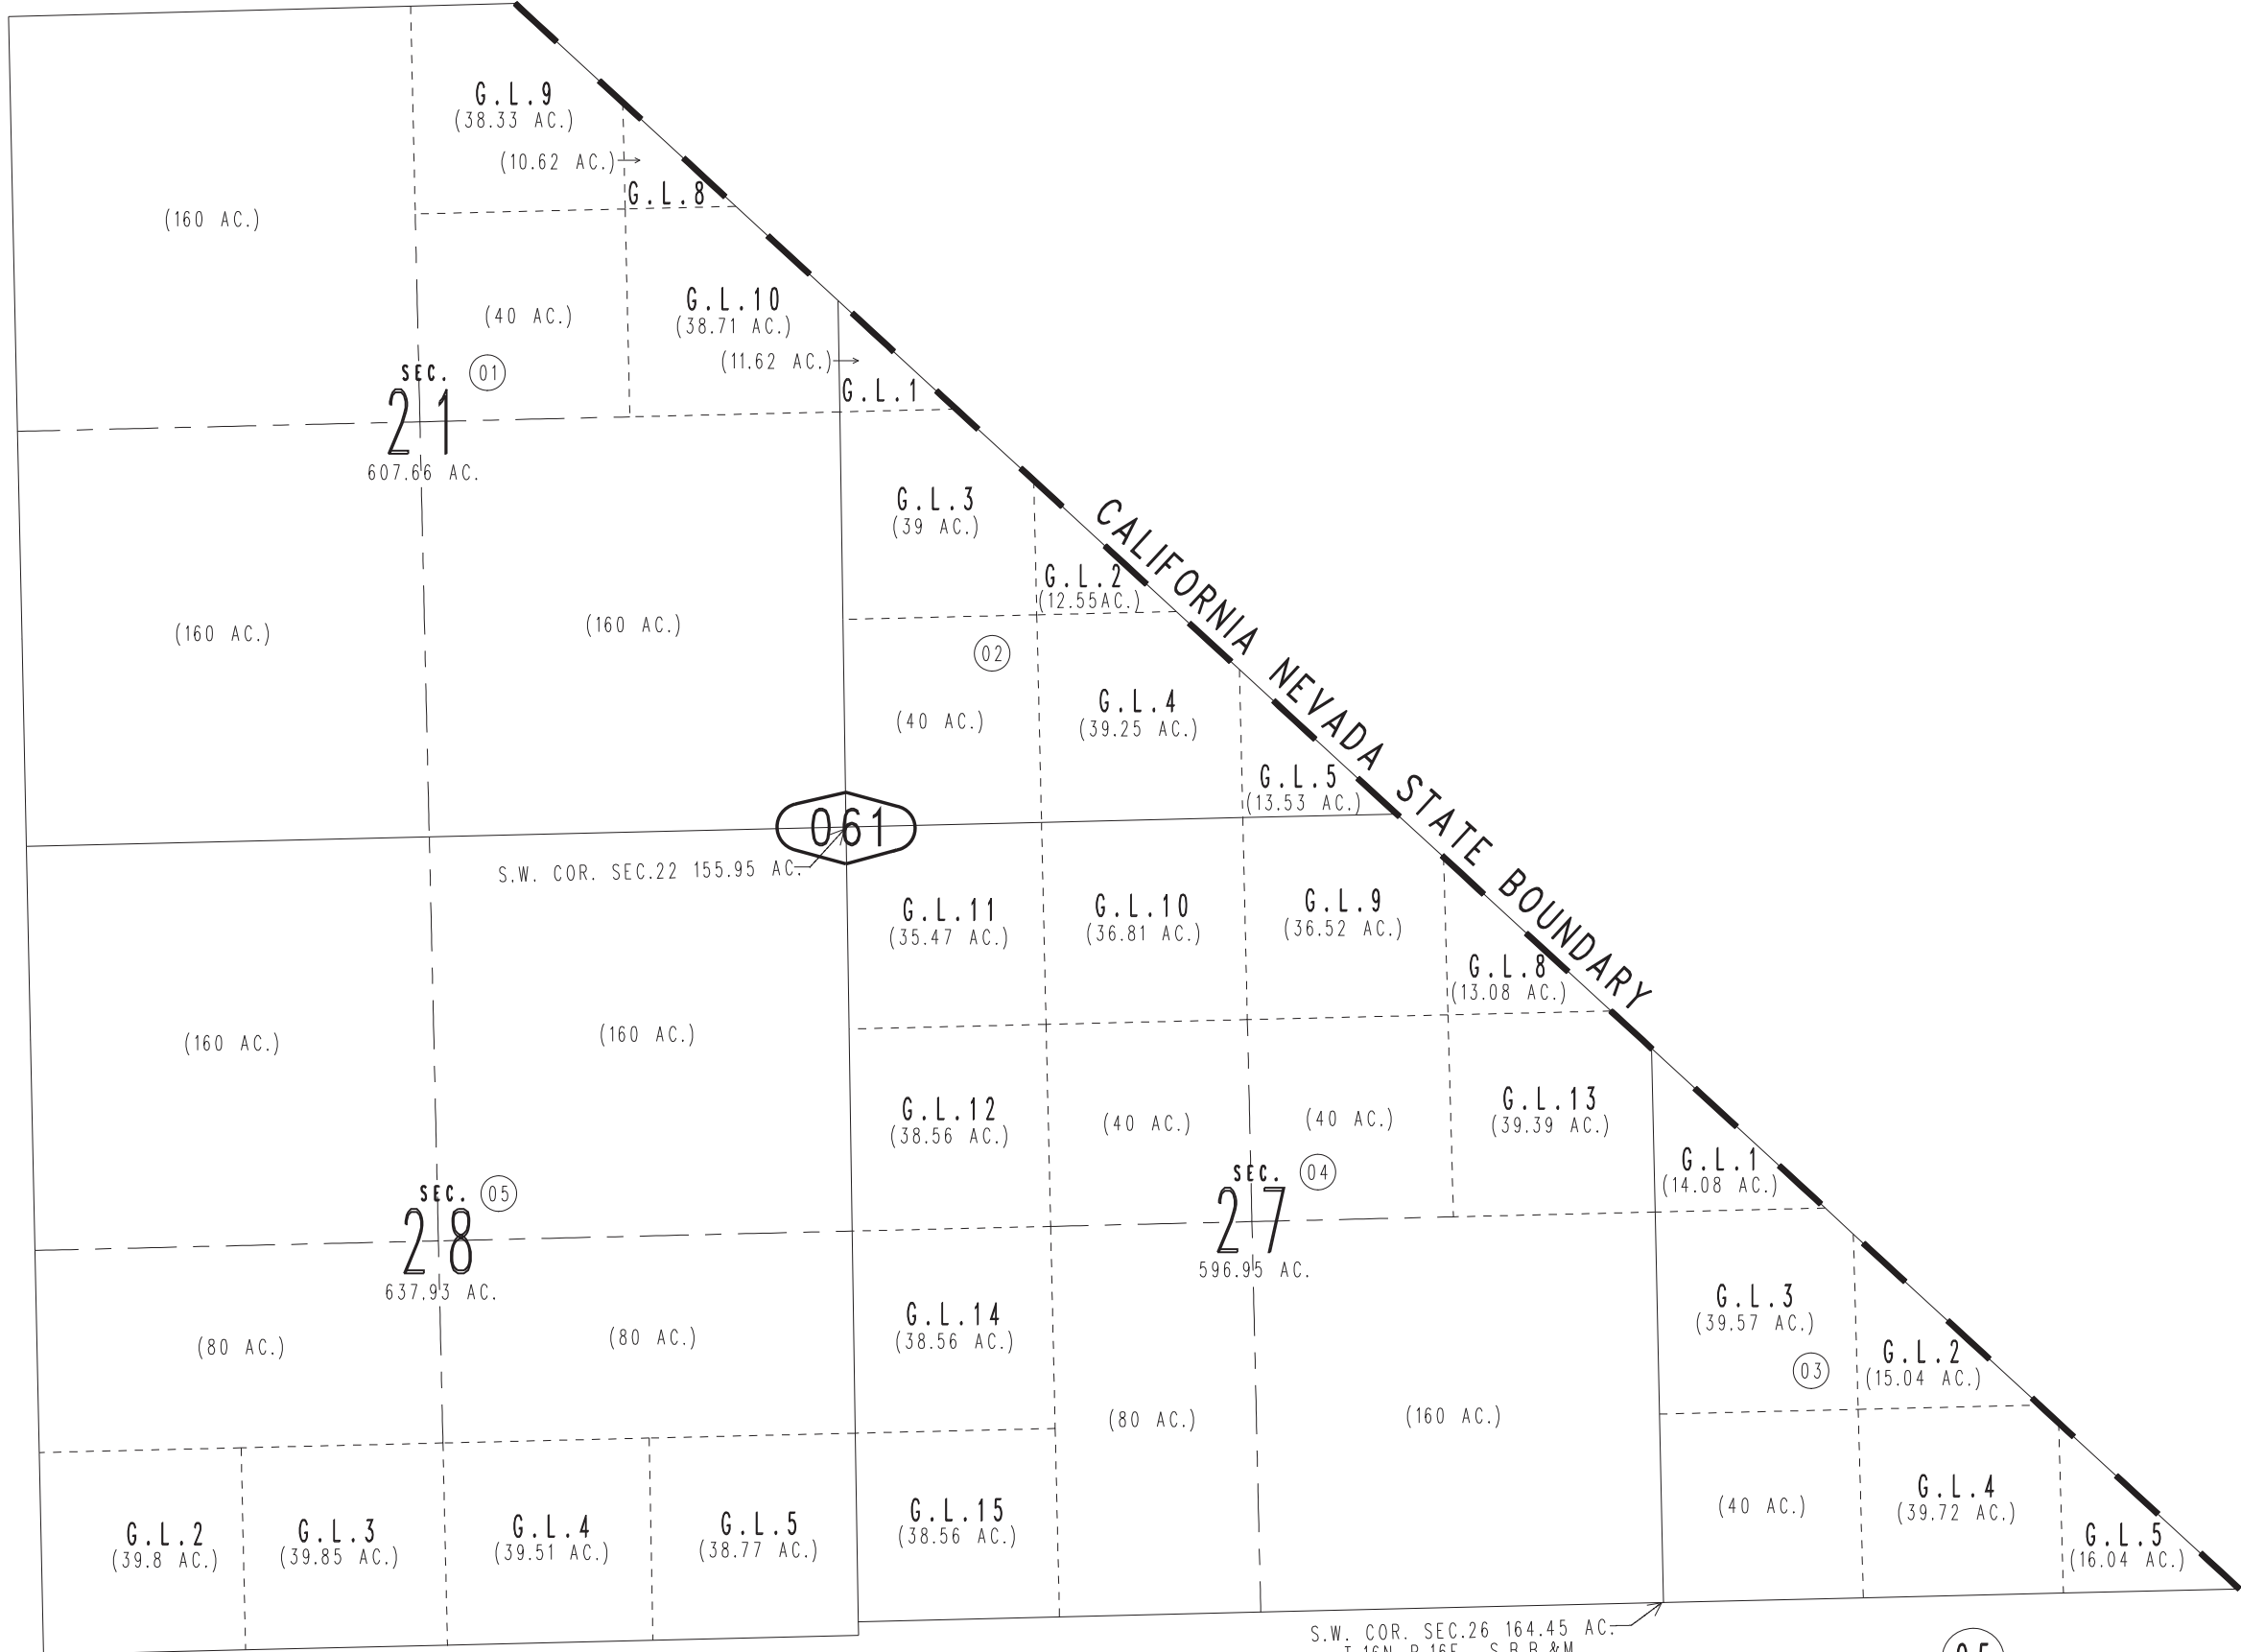 G.L.9
(38.33 AC.)
(10.62 AC.)
G.L.8
(160 AC.)
(40 AC.)
G.L.10
(38.71 AC.)
(11.62 AC.)
G.L.1
SEC. 01
21
607.66 AC.
(160 AC.)
(160 AC.)
G.L.3
(39 AC.)
G.L.2
(12.55AC.)
CALIFORNIA NEVADA STATE BOUNDARY
02
(40 AC.)
G.L.4
(39.25 AC.)
G.L.5
(13.53 AC.)
061
S.W. COR. SEC.22 155.95 AC.
G.L.11
(35.47 AC.)
G.L.10
(36.81 AC.)
G.L.9
(36.52 AC.)
G.L.8
(13.08 AC.)
(160 AC.)
(160 AC.)
G.L.12
(38.56 AC.)
(40 AC.)
(40 AC.)
G.L.13
(39.39 AC.)
SEC. 05
28
637.93 AC.
SEC. 04
27
596.95 AC.
G.L.1
(14.08 AC.)
(80 AC.)
(80 AC.)
G.L.14
(38.56 AC.)
(80 AC.)
(160 AC.)
G.L.3
(39.57 AC.)
03
G.L.2
(15.04 AC.)
G.L.2
(39.8 AC.)
G.L.3
(39.85 AC.)
G.L.4
(39.51 AC.)
G.L.5
(38.77 AC.)
G.L.15
(38.56 AC.)
(40 AC.)
G.L.4
(39.72 AC.)
G.L.5
(16.04 AC.)
S.W. COR. SEC.26 164.45 AC.